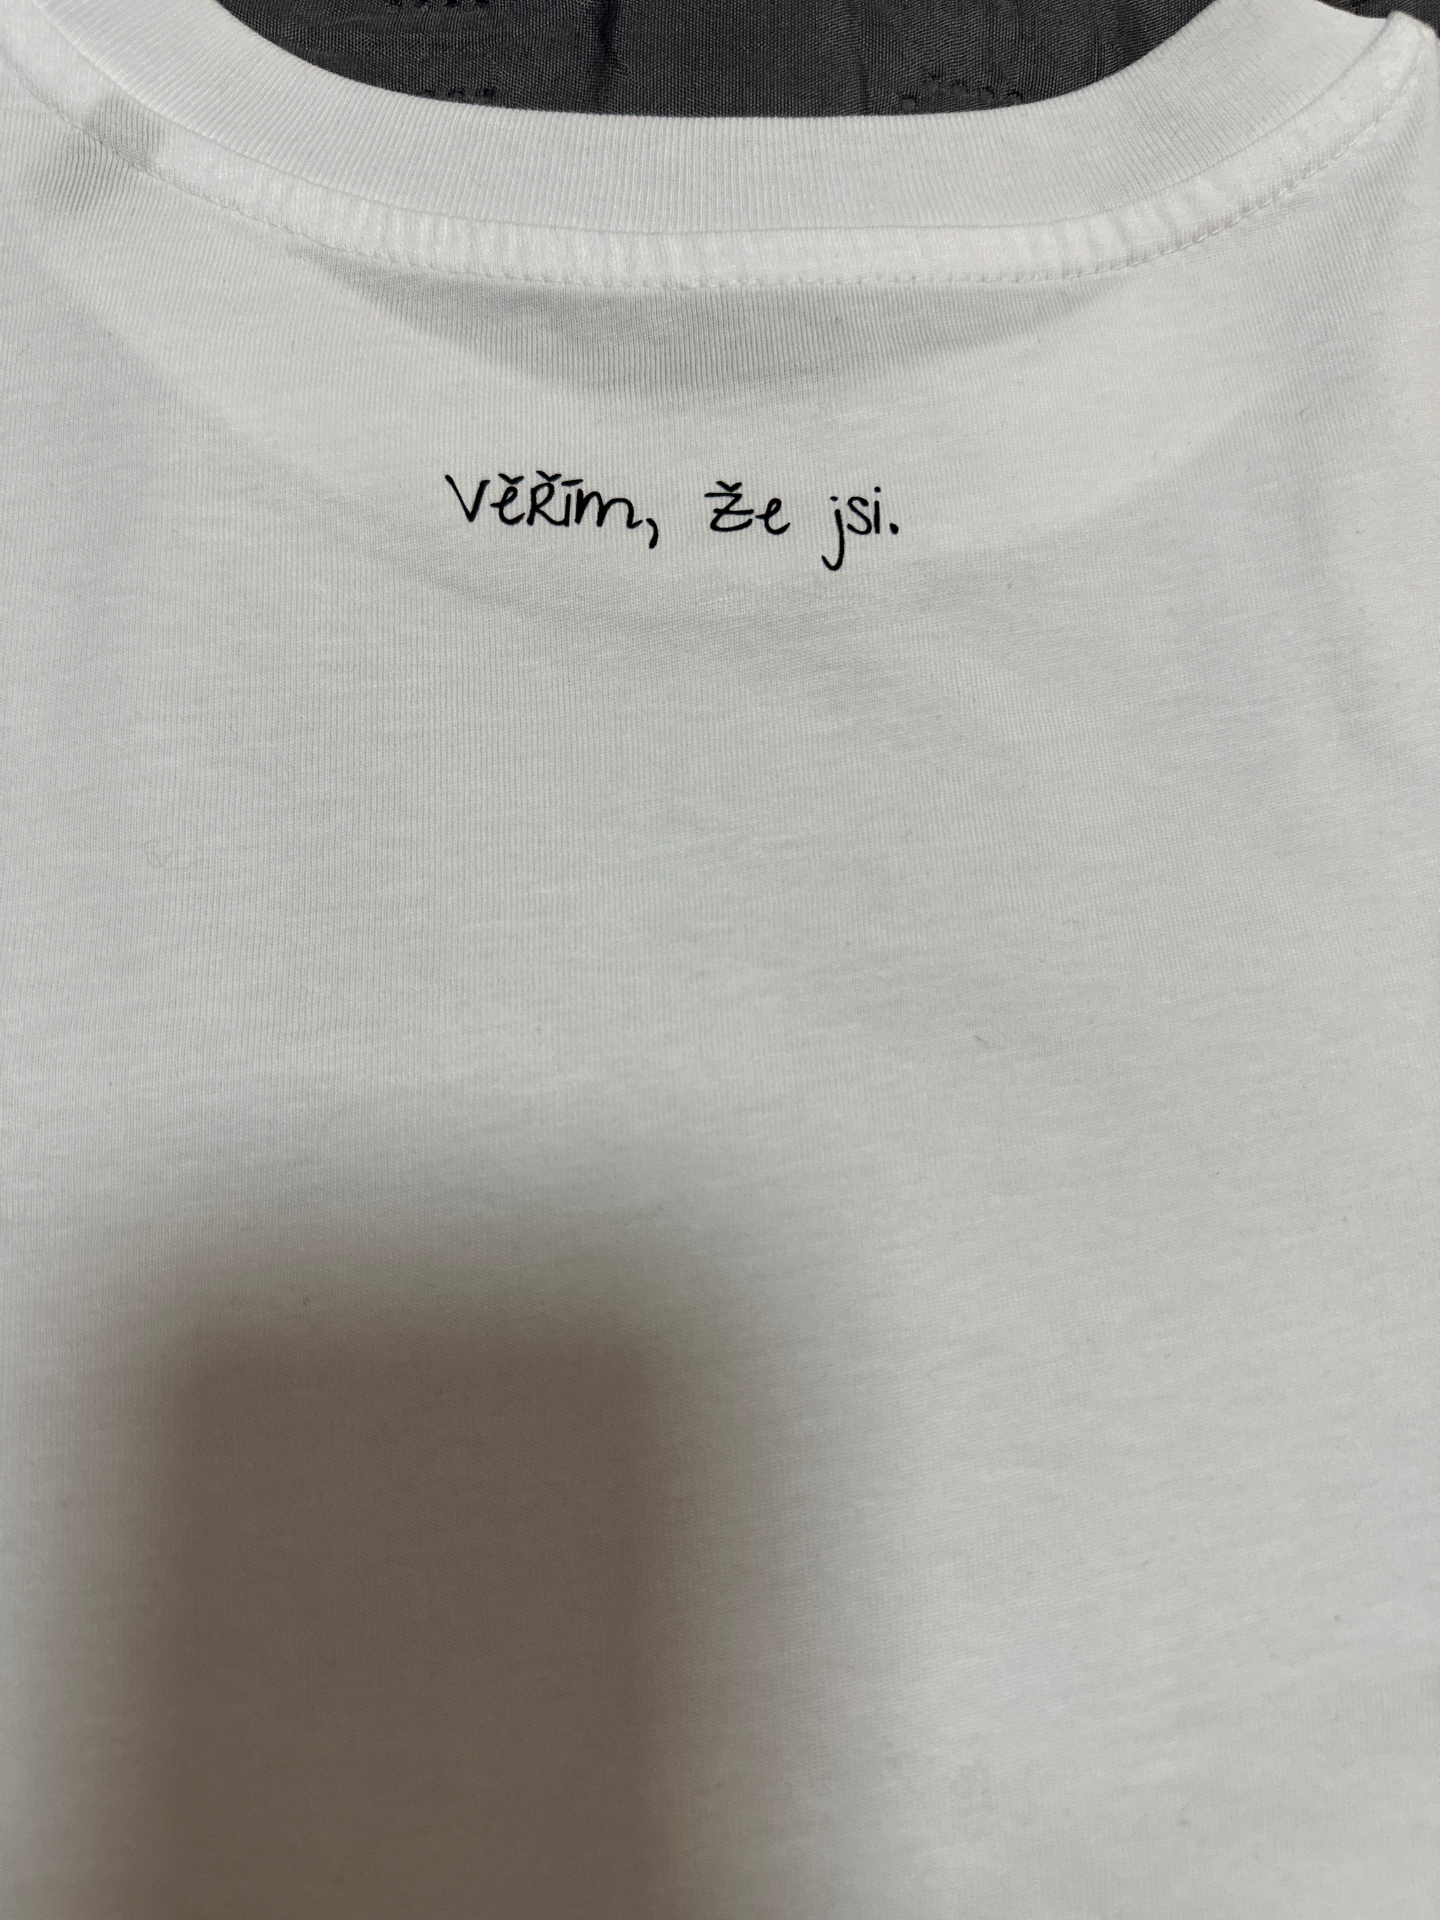 Věřím, že jsi.